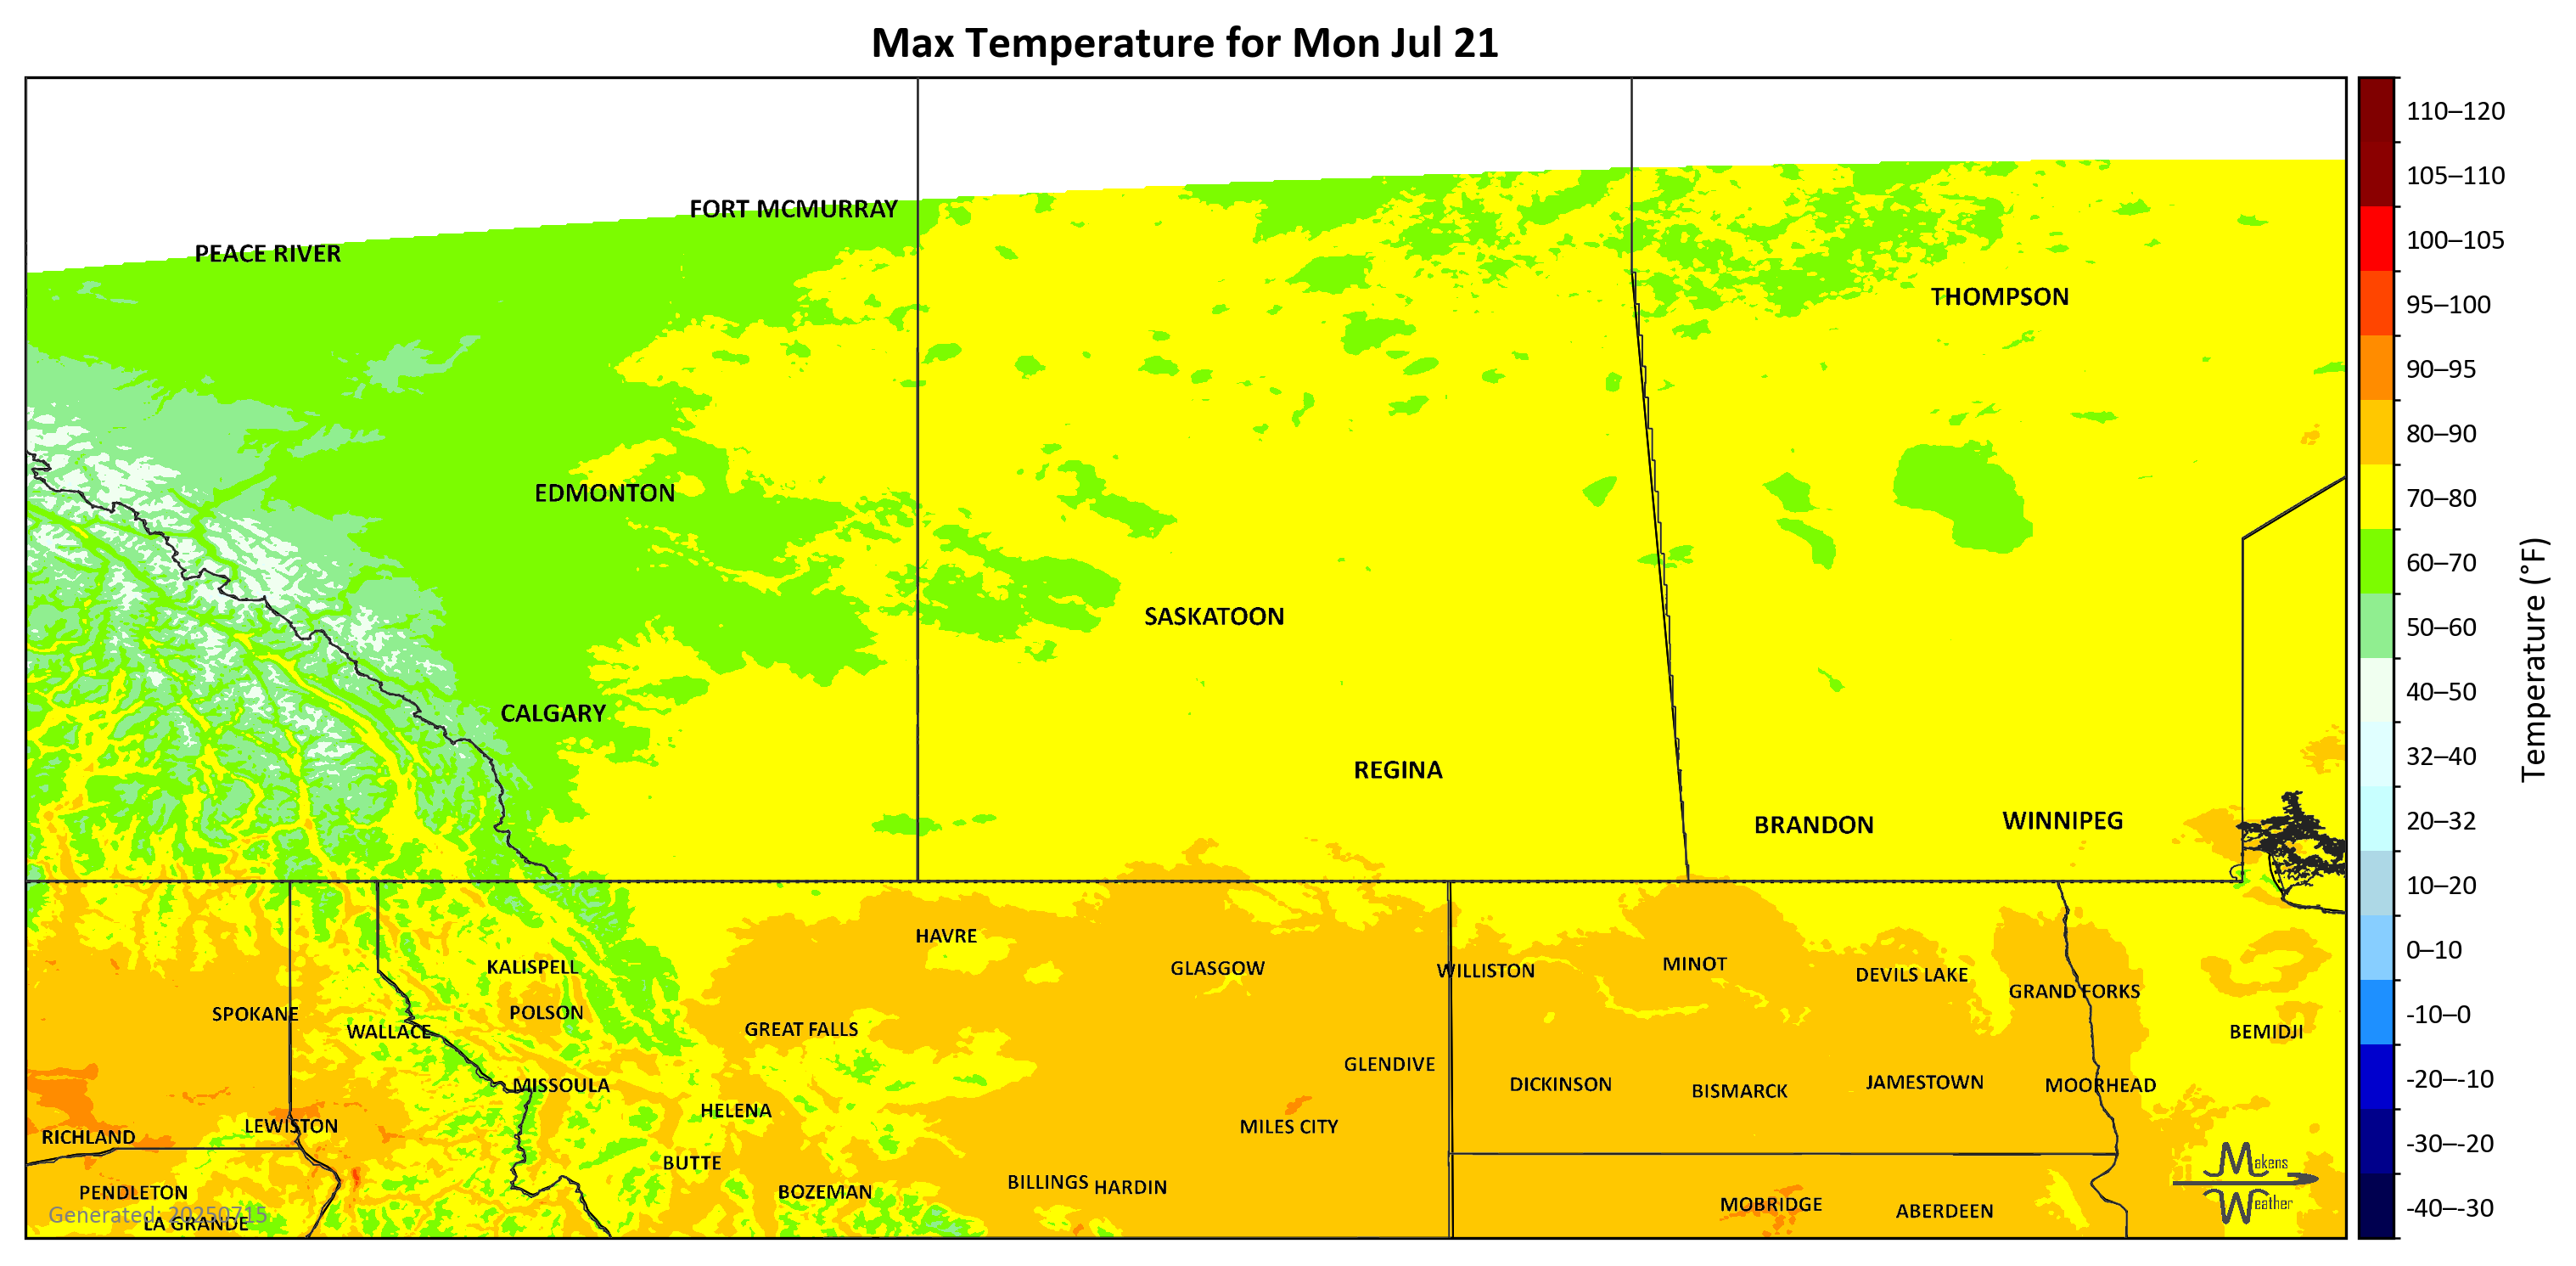 Max Temperature for Mon Jul 21
110–120
105–110
FORT MCMURRAY
100–105
PEACE RIVER
THOMPSON
95–100
90–95
80–90
EDMONTON
70–80
60–70
SASKATOON
50–60
Temperature (°F)
40–50
CALGARY
32–40
REGINA
BRANDON
WINNIPEG
20–32
10–20
HAVRE
0–10
KALISPELL
GLASGOW
WILLISTON
MINOT
DEVILS LAKE
GRAND FORKS
SPOKANE
POLSON
-10–0
WALLACE
GREAT FALLS
BEMIDJI
GLENDIVE
-20–-10
MISSOULA
DICKINSON
BISMARCK
JAMESTOWN
MOORHEAD
HELENA
LEWISTON
MILES CITY
RICHLAND
-30–-20
BUTTE
Makens
Weather
PENDLETON
BOZEMAN
BILLINGS
HARDIN
MOBRIDGE
ABERDEEN
-40–-30
Generated: 20250715
LA GRANDE